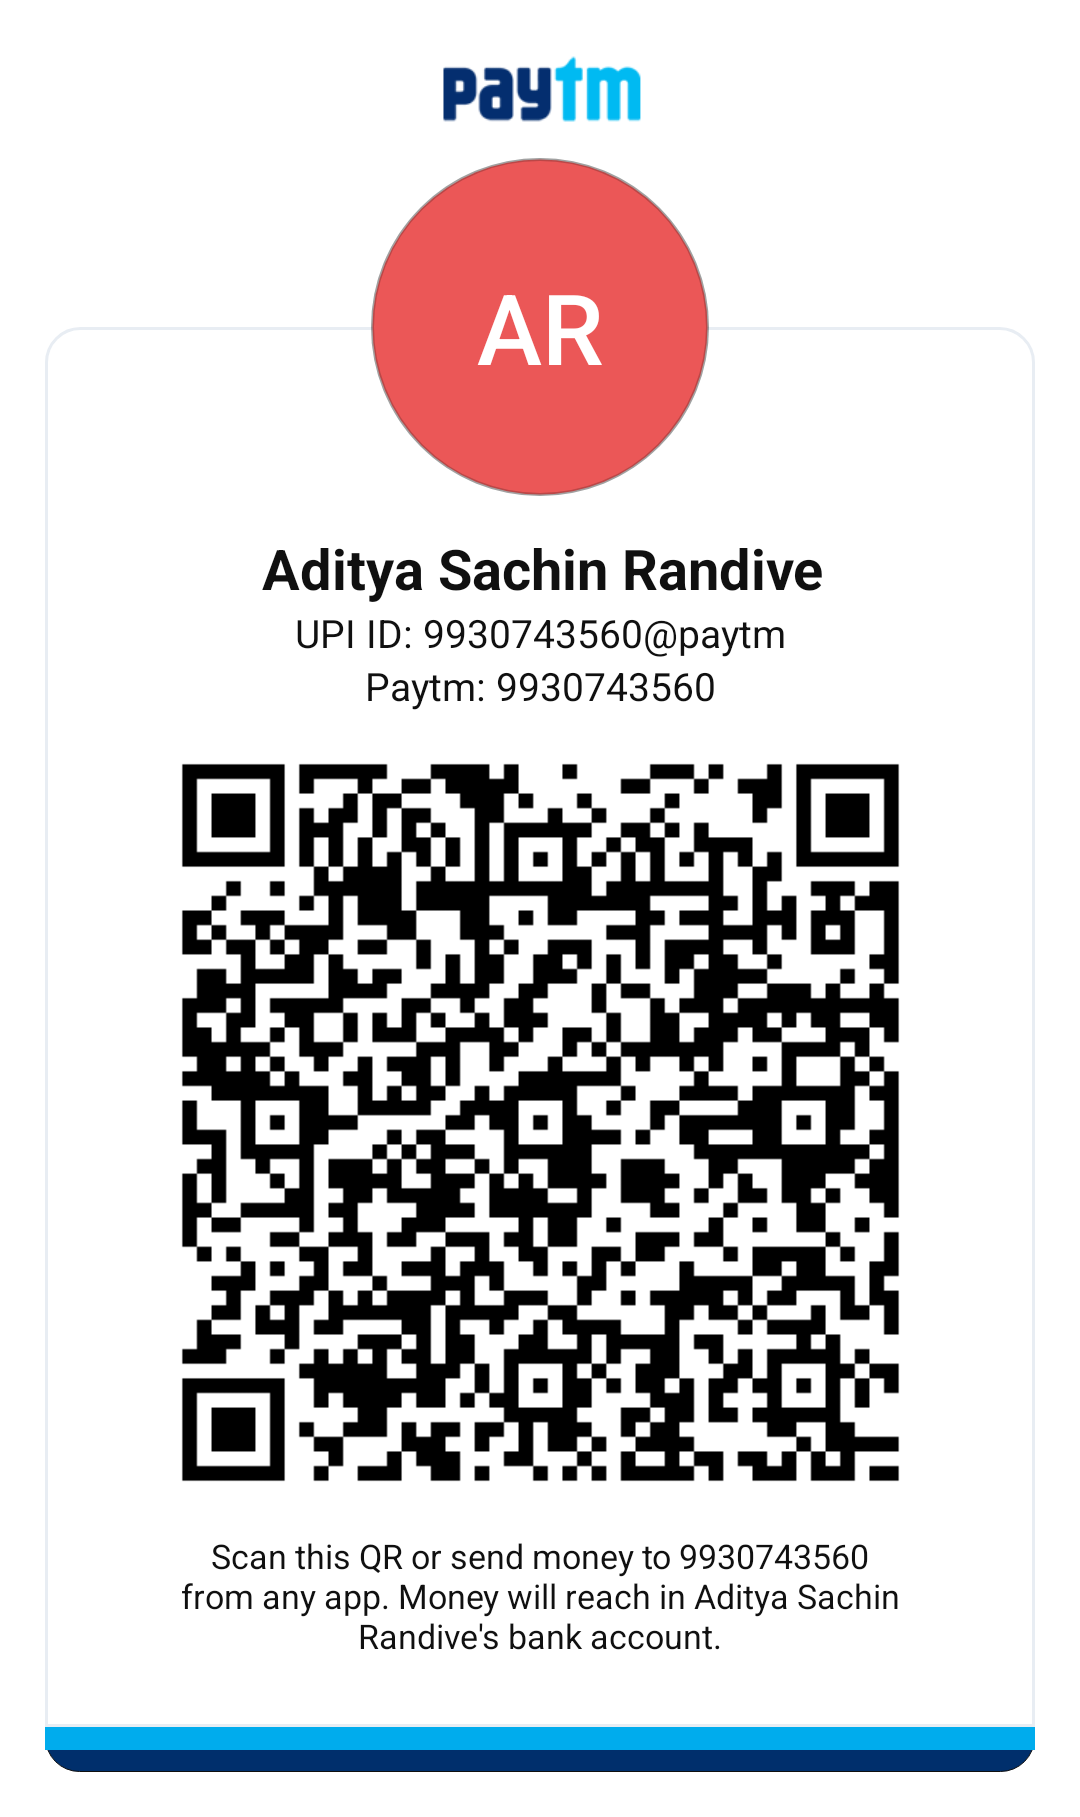 paytm
AR
Aditya Sachin Randive
UPI ID: 9930743560@paytm
Paytm: 9930743560
Scan this QR or send money to 9930743560
from any app. Money will reach in Aditya Sachin
Randive's bank account.